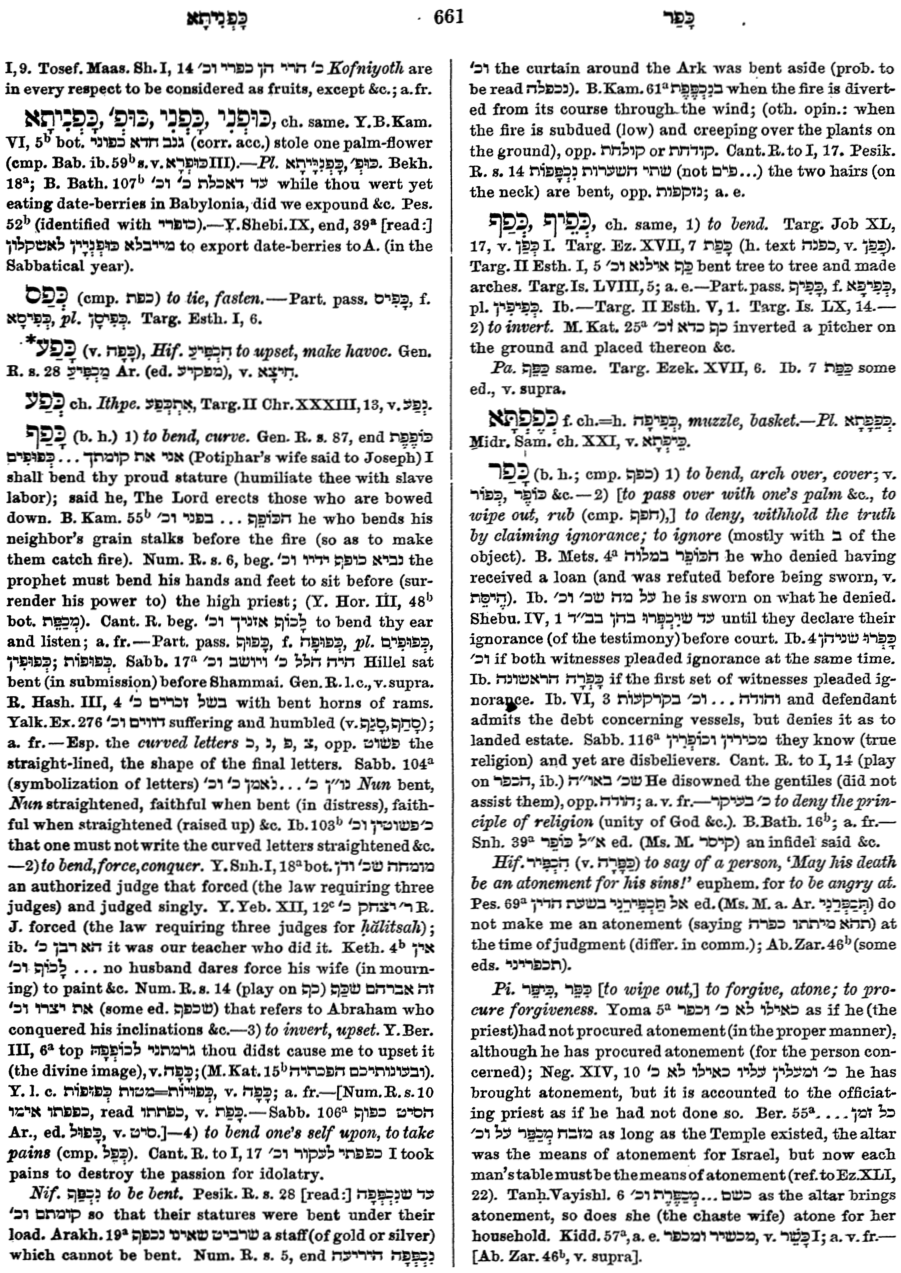 כָּפְנִיתָא 661 כָּפַר
I, 9. Tosef. Maas. Sh. I, 14 כ' הרי הן כפרי וכ' Kofniyoth are
in every respect to be considered as fruits, except &c.; a. fr.
כָּפְנִיתָא, כּוּפְ', כָּפְנִי, כּוּפְנִי, ch. same. Y. B. Kam.
VI, 5ᵇ bot. גנב חדא כפוני (corr. acc.) stole one palm-flower
(cmp. Bab. ib. 59ᵇ s. v. כּוּפְרָא III).—Pl. כָּפְנְיָיתָא, כּוּפְ'. Bekh.
18ᵃ; B. Bath. 107ᵇ עד דאכלת כ' וכ' while thou wert yet
eating date-berries in Babylonia, did we expound &c. Pes.
52ᵇ (identified with כופרי).—Y. Shebi. IX, end, 39ᵃ [read:]
מייבלא כּוּפְנְיָין לאשקלון to export date-berries to A. (in the
Sabbatical year).
כְּפַס (cmp. כפת) to tie, fasten.—Part. pass. כָּפִיס, f.
כְּפִיסָא, pl. כְּפִיסָן. Targ. Esth. I, 6.
*כָּפַע (v. כָּפָה), Hif. הִכְפִּיעַ to upset, make havoc. Gen.
R. s. 28 מַכְפִּיעַ Ar. (ed. מפקיע), v. חִיצָא.
כְּפַע ch. Ithpe. אִתְכְּפַע, Targ. II Chr. XXXIII, 13, v. נְפַע.
כָּפַף (b. h.) 1) to bend, curve. Gen. R. s. 87, end כּוֹפֶפֶת
אני את קומתך ... כְּפוּפִים (Potiphar's wife said to Joseph) I
shall bend thy proud stature (humiliate thee with slave
labor); said he, The Lord erects those who are bowed
down. B. Kam. 55ᵇ הכּוֹפֵף ... בפני וכ' he who bends his
neighbor's grain stalks before the fire (so as to make
them catch fire). Num. R. s. 6, beg. נביא כופף ידיו וכ' the
prophet must bend his hands and feet to sit before (sur-
render his power to) the high priest; (Y. Hor. III, 48ᵇ
bot. מְכַפֵּת). Cant. R. beg. לָכוֹף אזניך וכ' to bend thy ear
and listen; a. fr.—Part. pass. כָּפוּף, f. כְּפוּפָה, pl. כְּפוּפִים,
כְּפוּפִין; כְּפוּפוֹת. Sabb. 17ᵃ היה הלל כ' ויושב וכ' Hillel sat
bent (in submission) before Shammai. Gen. R. l. c., v. supra.
R. Hash. III, 4 בשל זכרים כ' with bent horns of rams.
Yalk. Ex. 276 דוויים וכ' suffering and humbled (v. סָחַף, סָגַף);
a. fr.—Esp. the curved letters כ, נ, פ, צ, opp. פשוט the
straight-lined, the shape of the final letters. Sabb. 104ᵃ
(symbolization of letters) נו"ן כ' ... נאמן כ' וכ' Nun bent,
Nun straightened, faithful when bent (in distress), faith-
ful when straightened (raised up) &c. Ib. 103ᵇ כ' פשוטין וכ'
that one must not write the curved letters straightened &c.
—2) to bend, force, conquer. Y. Snh. I, 18ᵃ bot. מומחה שכ' ודן
an authorized judge that forced (the law requiring three
judges) and judged singly. Y. Yeb. XII, 12ᶜ ר' יצחק כ' R.
J. forced (the law requiring three judges for ḥălitsah);
ib. הא רבן כ' it was our teacher who did it. Keth. 4ᵇ אין
... לָכוֹף וכ' no husband dares force his wife (in mourn-
ing) to paint &c. Num. R. s. 14 (play on כף) זה אברהם שכַּף
את יצרו וכ' (some ed. שכפף) that refers to Abraham who
conquered his inclinations &c.—3) to invert, upset. Y. Ber.
III, 6ᵃ top גרמתני לכוֹפְפָהּ thou didst cause me to upset it
(the divine image), v. כָּפָה; (M. Kat. 15ᵇ ובעונותיכם הפכתיה).
Y. l. c. כְּפוּפוֹת מטות=כְּפוּיוֹת, v. כָּפָה; a. fr.—[Num. R. s. 10
כפפתו אימו, read כפתתו, v. כָּפַת.—Sabb. 106ᵃ הסיט כפוף
Ar., ed. כָּפוּל, v. סִיט.]—4) to bend one's self upon, to take
pains (cmp. כְּפַל). Cant. R. to I, 17 כפפתי לעקור וכ' I took
pains to destroy the passion for idolatry.
Nif. נִכְפַּף to be bent. Pesik. R. s. 28 [read:] עד שנִּכְפְּפָה
קומתם וכ' so that their statures were bent under their
load. Arakh. 19ᵃ שרביט שאינו נכפף a staff (of gold or silver)
which cannot be bent. Num. R. s. 5, end נִכְפְּפָה היריעה
וכ' the curtain around the Ark was bent aside (prob. to
be read נכפלה). B. Kam. 61ᵃ בנִכְפֶּפֶת when the fire is divert-
ed from its course through the wind; (oth. opin.: when
the fire is subdued (low) and creeping over the plants on
the ground), opp. קולחת or קודחת. Cant. R. to I, 17. Pesik.
R. s. 14 שתי השערות נִכְפָּפוֹת (not פים...) the two hairs (on
the neck) are bent, opp. נזקפות; a. e.
כְּפַף, כְּפֵיף, ch. same, 1) to bend. Targ. Job XL,
17, v. כְּפַן I. Targ. Ez. XVII, 7 כָּפַת (h. text כפנה, v. כָּפַן).
Targ. II Esth. I, 5 כַּף אילנא וכ' bent tree to tree and made
arches. Targ. Is. LVIII, 5; a. e.—Part. pass. כְּפִיף, f. כְּפִיפָא,
pl. כְּפִיפִין. Ib.—Targ. II Esth. V, 1. Targ. Is. LX, 14.—
2) to invert. M. Kat. 25ᵃ כף כדא וכ' inverted a pitcher on
the ground and placed thereon &c.
Pa. כַּפֵּף same. Targ. Ezek. XVII, 6. Ib. 7 כַּפַּת some
ed., v. supra.
כְּפֶפְתָּא f. ch.=h. כְּפִיפָה, muzzle, basket.—Pl. כְּפָפָתָא.
Midr. Sam. ch. XXI, v. כֵּיפְתָא.
כָּפַר (b. h.; cmp. כפף) 1) to bend, arch over, cover; v.
כּוֹפֶר, כְּפוֹר &c.—2) [to pass over with one's palm &c., to
wipe out, rub (cmp. חפף),] to deny, withhold the truth
by claiming ignorance; to ignore (mostly with ב of the
object). B. Mets. 4ᵃ הכּוֹפֵר במלוה he who denied having
received a loan (and was refuted before being sworn, v.
הֵיסֵּת). Ib. על מה שכ' וכ' he is sworn on what he denied.
Shebu. IV, 1 עד שיִּכְפְּרוּ בהן בב"ד until they declare their
ignorance (of the testimony) before court. Ib. 4 כָּפְרוּ שניהן
וכ' if both witnesses pleaded ignorance at the same time.
Ib. כָּפְרָה הראשונה if the first set of witnesses pleaded ig-
norance. Ib. VI, 3 והודה ... וכ' בקרקעות and defendant
admits the debt concerning vessels, but denies it as to
landed estate. Sabb. 116ᵃ מכירין וכוֹפְרִין they know (true
religion) and yet are disbelievers. Cant. R. to I, 14 (play
on הכפר, ib.) שכ' באו"ה He disowned the gentiles (did not
assist them), opp. הודה; a. v. fr.—כ' בעיקר to deny the prin-
ciple of religion (unity of God &c.). B. Bath. 16ᵇ; a. fr.—
Snh. 39ᵃ א"ל כּוֹפֵר ed. (Ms. M. קיסר) an infidel said &c.
Hif. הִכְפִּיר (v. כַּפָּרָה) to say of a person, 'May his death
be an atonement for his sins!' euphem. for to be angry at.
Pes. 69ᵃ אל תַּכְפִּירֵנִי בשעת הדין ed. (Ms. M. a. Ar. תְּכַפְּרֵנִי) do
not make me an atonement (saying תהא מיתתו כפרה) at
the time of judgment (differ. in comm.); Ab. Zar. 46ᵇ (some
eds. תכפריני).
Pi. כִּפֵּר, כִּיפֵּר [to wipe out,] to forgive, atone; to pro-
cure forgiveness. Yoma 5ᵃ כאילו לא כ' וכפר as if he (the
priest) had not procured atonement (in the proper manner),
although he has procured atonement (for the person con-
cerned); Neg. XIV, 10 כ' ומעלין עליו כאילו לא כ' he has
brought atonement, but it is accounted to the officiat-
ing priest as if he had not done so. Ber. 55ᵃ כל זמן....
מזבח מְכַפֵּר על וכ' as long as the Temple existed, the altar
was the means of atonement for Israel, but now each
man's table must be the means of atonement (ref. to Ez. XLI,
22). Tanḥ. Vayishl. 6 כשם ...מְכַפֶּרֶת וכ' as the altar brings
atonement, so does she (the chaste wife) atone for her
household. Kidd. 57ᵃ, a. e. מכשיר ומכפר, v. כָּשֵׁר I; a. v. fr.—
[Ab. Zar. 46ᵇ, v. supra].